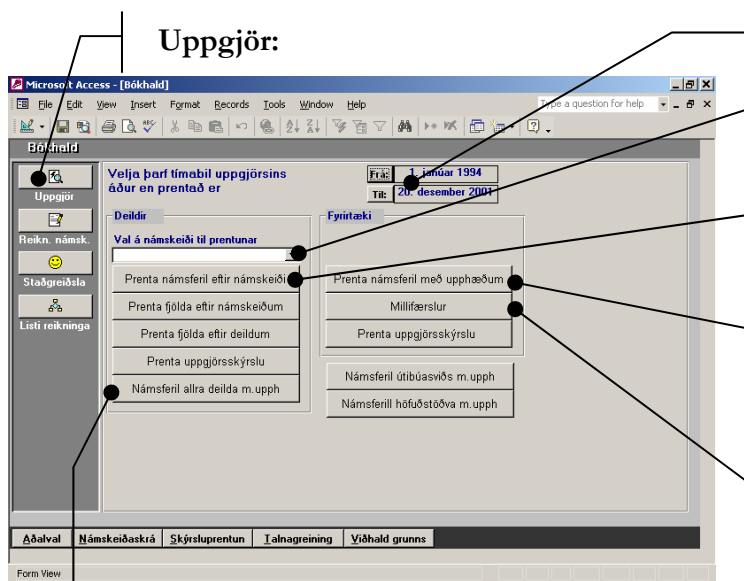 Uppgjör:
Microsoft Access - [Bókhald]
File Edit View Insert Format Records Tools Window Help
Type a question for help
Bókhald
Uppgjör
Reikn. námsk.
Staðgreiðsla
Listi reikninga
Velja þarf tímabil uppgjörsins
áður en prentað er
Frá: 1. janúar 1994
Til: 20. desember 2001
Deildir
Val á námskeiði til prentunar
Prenta námsferil eftir námskeiði
Prenta fjölda eftir námskeiðum
Prenta fjölda eftir deildum
Prenta uppgjörsskýrslu
Námsferil allra deilda m.upph
Fyrirtæki
Prenta námsferil með upphæðum
Millifærslur
Prenta uppgjörsskýrslu
Námsferil útibúasviðs m.upph
Námsferill höfuðstöðva m.upph
Aðalval Námskeiðaskrá Skýrsluprentun Talnagreining Viðhald grunns
Form View